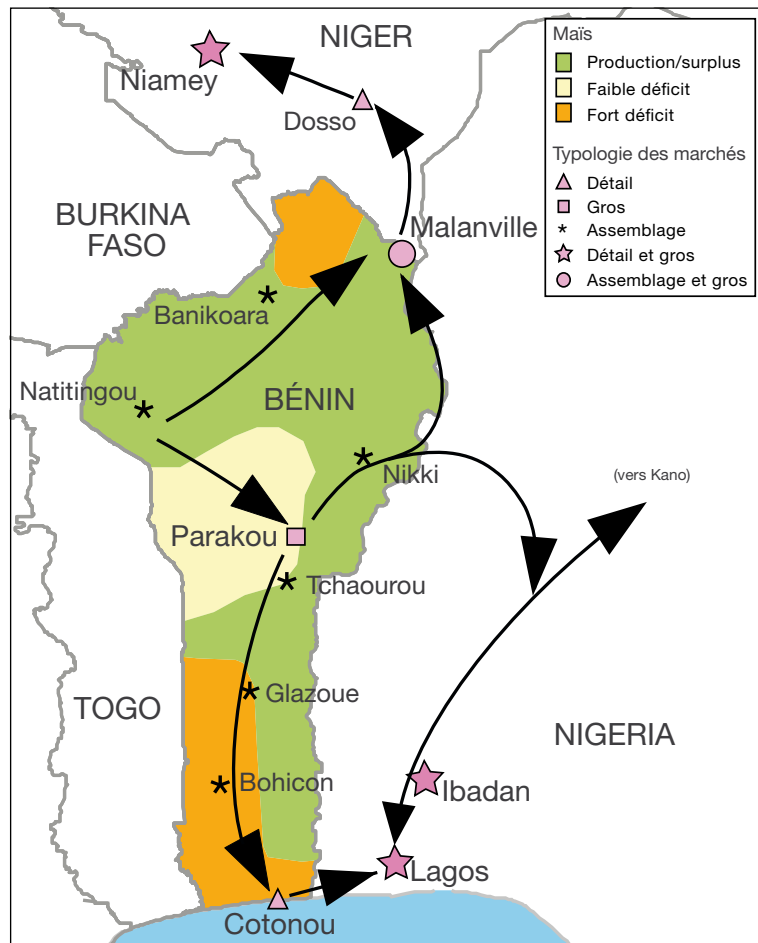 NIGER
Niamey
Dosso
BURKINA
FASO
Malanville
Banikoara
Natitingou
BÉNIN
Nikki
(vers Kano)
Parakou
Tchaourou
TOGO
Glazoue
NIGERIA
Bohicon
Ibadan
Lagos
Cotonou
Maïs
Production/surplus
Faible déficit
Fort déficit
Typologie des marchés
Détail
Gros
Assemblage
Détail et gros
Assemblage et gros